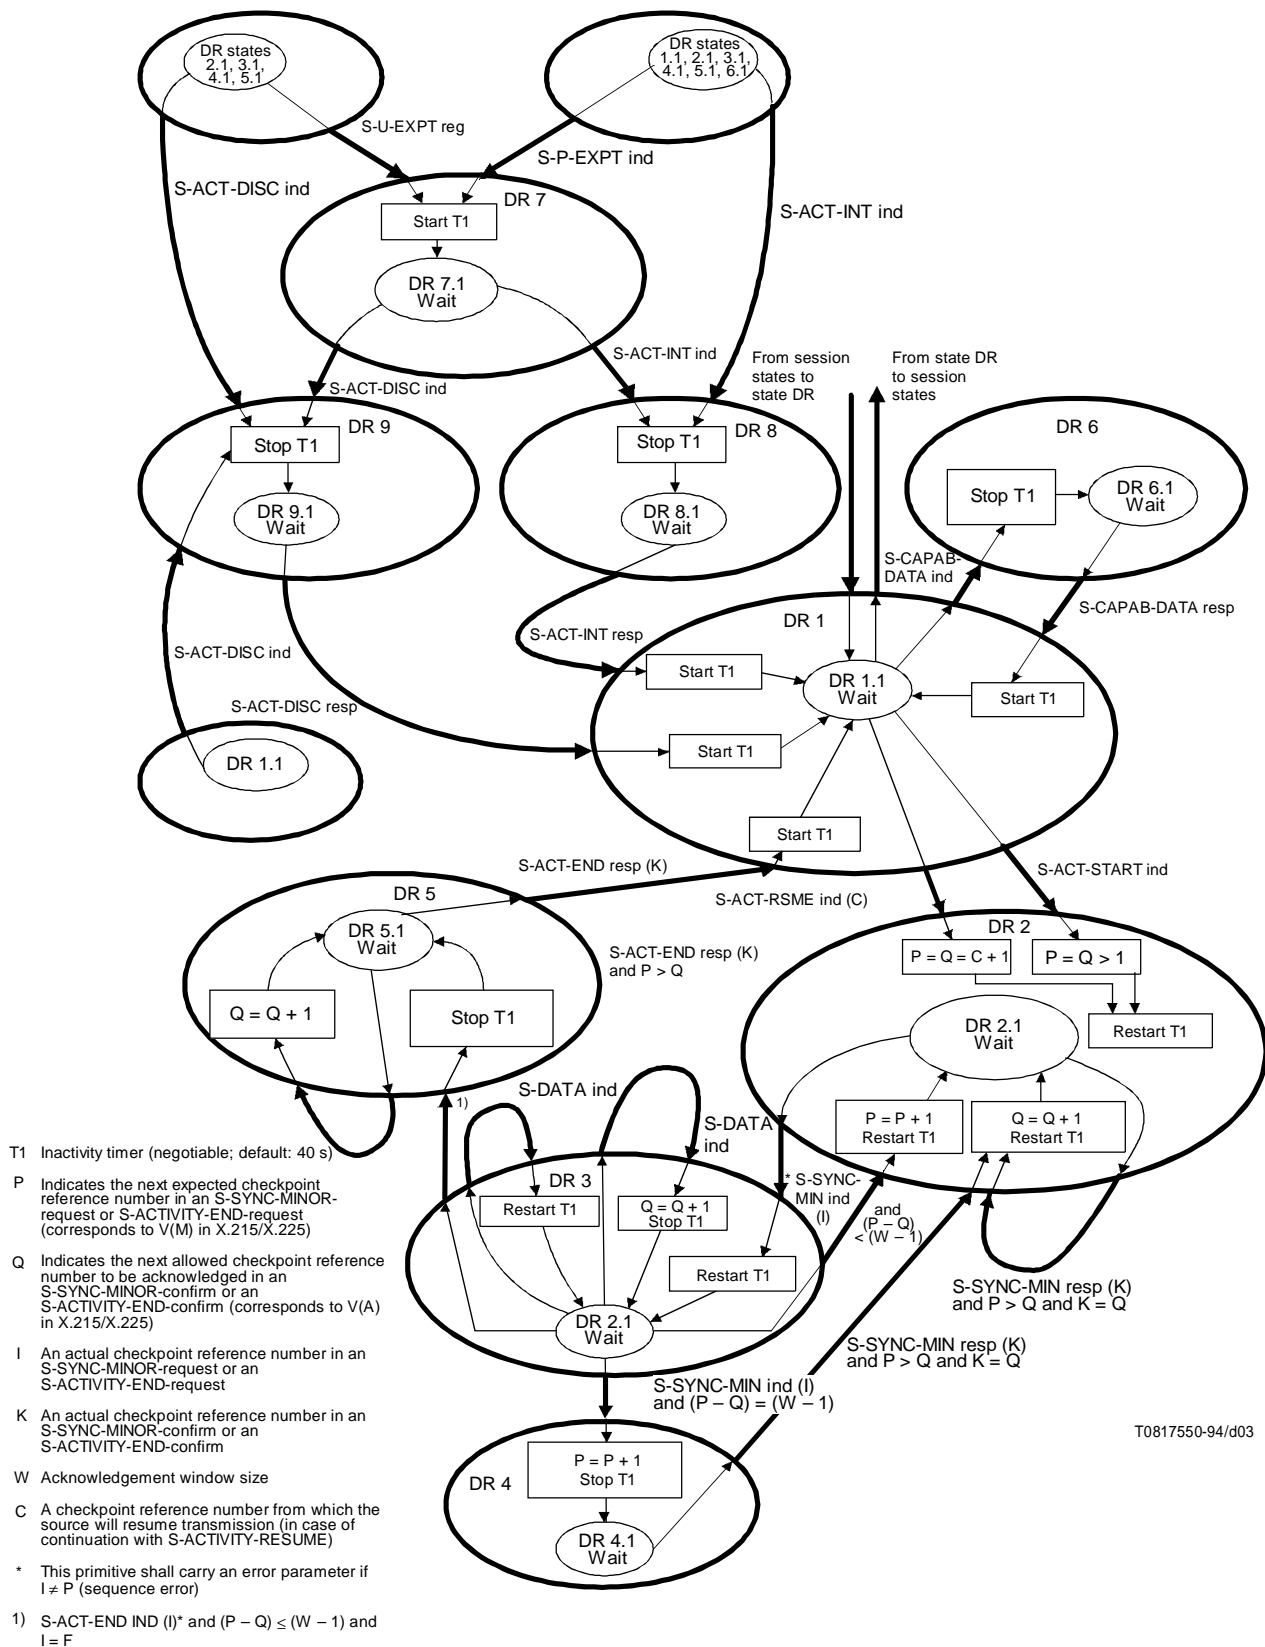 DR states
2.1, 3.1,
4.1, 5.1
DR states
1.1, 2.1, 3.1,
4.1, 5.1, 6.1
S-U-EXPT reg
S-P-EXPT ind
S-ACT-DISC ind
DR 7
S-ACT-INT ind
Start T1
DR 7.1
Wait
S-ACT-INT ind
S-ACT-DISC ind
From session
states to
state DR
From state DR
to session
states
DR 9
Stop T1
DR 9.1
Wait
DR 8
Stop T1
DR 8.1
Wait
DR 6
Stop T1
DR 6.1
Wait
S-CAPAB-
DATA ind
S-CAPAB-DATA resp
S-ACT-INT resp
DR 1
S-ACT-DISC ind
Start T1
DR 1.1
Wait
Start T1
S-ACT-DISC resp
Start T1
DR 1.1
Start T1
S-ACT-END resp (K)
S-ACT-START ind
S-ACT-RSME ind (C)
DR 5
DR 5.1
Wait
S-ACT-END resp (K)
and P > Q
Q = Q + 1
Stop T1
DR 2
P = Q = C + 1
P = Q > 1
DR 2.1
Wait
Restart T1
S-DATA ind
1)
S-DATA
ind
P = P + 1
Restart T1
Q = Q + 1
Restart T1
DR 3
Restart T1
Q = Q + 1
Stop T1
* S-SYNC-
MIN ind
(I)
and
(P – Q)
< (W – 1)
Restart T1
DR 2.1
Wait
S-SYNC-MIN resp (K)
and P > Q and K = Q
S-SYNC-MIN resp (K)
and P > Q and K = Q
S-SYNC-MIN ind (I)
and (P – Q) = (W – 1)
DR 4
P = P + 1
Stop T1
DR 4.1
Wait
T0817550-94/d03
T1 Inactivity timer (negotiable; default: 40 s)
P Indicates the next expected checkpoint
reference number in an S-SYNC-MINOR-
request or S-ACTIVITY-END-request
(corresponds to V(M) in X.215/X.225)
Q Indicates the next allowed checkpoint reference
number to be acknowledged in an
S-SYNC-MINOR-confirm or an
S-ACTIVITY-END-confirm (corresponds to V(A)
in X.215/X.225)
I An actual checkpoint reference number in an
S-SYNC-MINOR-request or an
S-ACTIVITY-END-request
K An actual checkpoint reference number in an
S-SYNC-MINOR-confirm or an
S-ACTIVITY-END-confirm
W Acknowledgement window size
C A checkpoint reference number from which the
source will resume transmission (in case of
continuation with S-ACTIVITY-RESUME)
* This primitive shall carry an error parameter if
I ≠ P (sequence error)
1) S-ACT-END IND (I)* and (P – Q) ≤ (W – 1) and